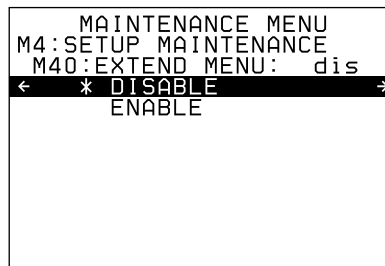 MAINTENANCE MENU
M4:SETUP MAINTENANCE
M40:EXTEND MENU: dis
← * DISABLE →
ENABLE